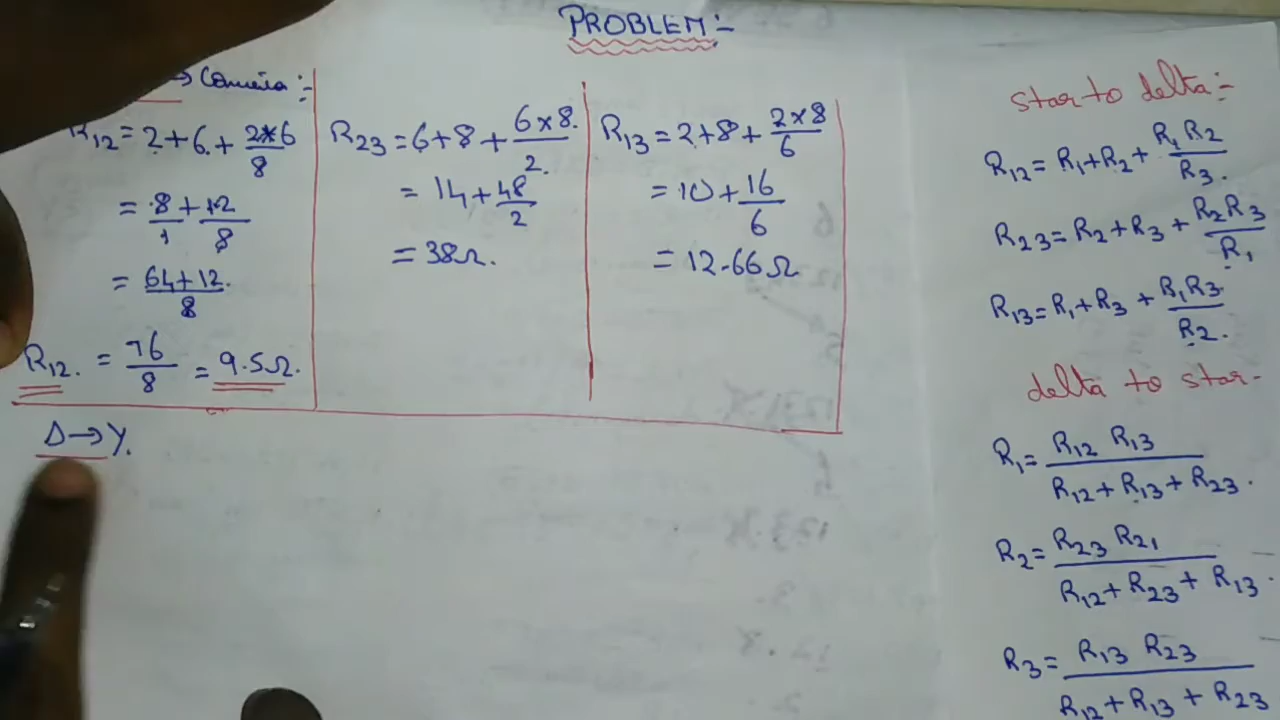 PROBLEM:-
→ Conversion:-
R12 = 2+6+ 2*6/8
= 8/1 + 12/8
= 64+12/8
R12 = 76/8 = 9.5Ω.
R23 = 6+8+ 6×8/2.
= 14+ 48/2
= 38Ω.
R13 = 2+8+ 2×8/6
= 10+ 16/6
= 12.66Ω
Δ→Y.
star to delta:-
R12 = R1+R2+ R1R2/R3.
R23 = R2+R3+ R2R3/R1
R13 = R1+R3+ R1R3/R2.
delta to star-
R1 = R12 R13/R12+R13+R23.
R2 = R23 R21/R12+R23+R13.
R3 = R13 R23/R12+R13+R23